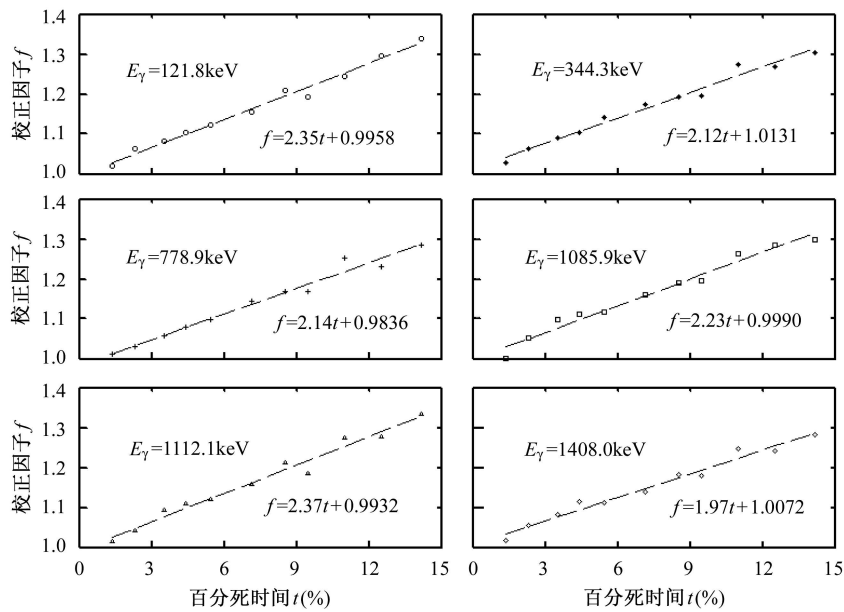 1.4
1.3
1.2
1.1
1.0
校正因子f
Eγ=121.8keV
f=2.35t+0.9958
Eγ=344.3keV
f=2.12t+1.0131
1.4
1.3
1.2
1.1
1.0
校正因子f
Eγ=778.9keV
f=2.14t+0.9836
Eγ=1085.9keV
f=2.23t+0.9990
1.4
1.3
1.2
1.1
1.0
校正因子f
Eγ=1112.1keV
f=2.37t+0.9932
Eγ=1408.0keV
f=1.97t+1.0072
0 3 6 9 12 15 0 3 6 9 12 15
百分死时间t(%) 百分死时间t(%)